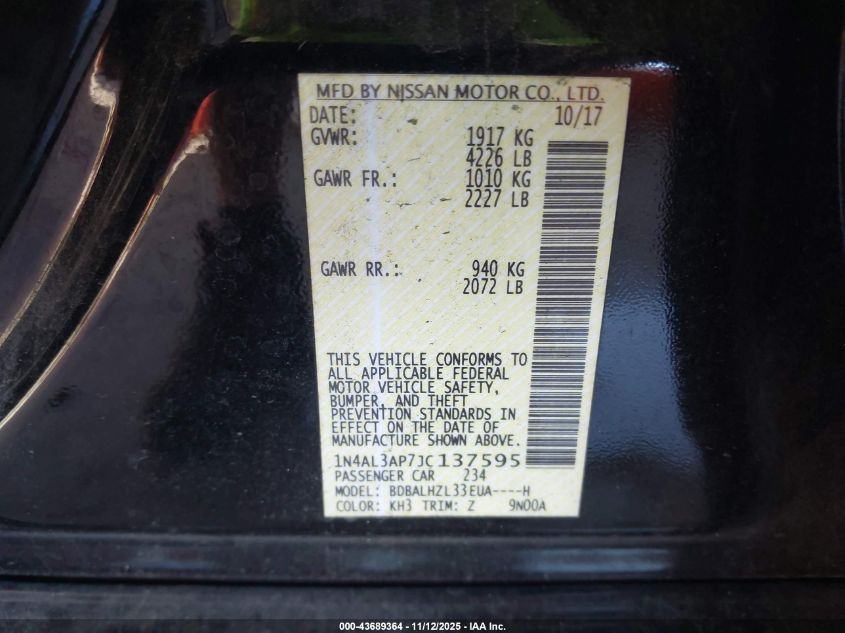 MFD BY NISSAN MOTOR CO., LTD.
DATE: 10/17
GVWR: 1917 KG
4226 LB
GAWR FR.: 1010 KG
2227 LB
GAWR RR.: 940 KG
2072 LB
THIS VEHICLE CONFORMS TO
ALL APPLICABLE FEDERAL
MOTOR VEHICLE SAFETY,
BUMPER, AND THEFT
PREVENTION STANDARDS IN
EFFECT ON THE DATE OF
MANUFACTURE SHOWN ABOVE.
1N4AL3AP7JC137595
PASSENGER CAR 234
MODEL: BDBALHZL33EUA----H
COLOR: KH3 TRIM: Z 9N00A
000-43689364 - 11/12/2025 - IAA Inc.